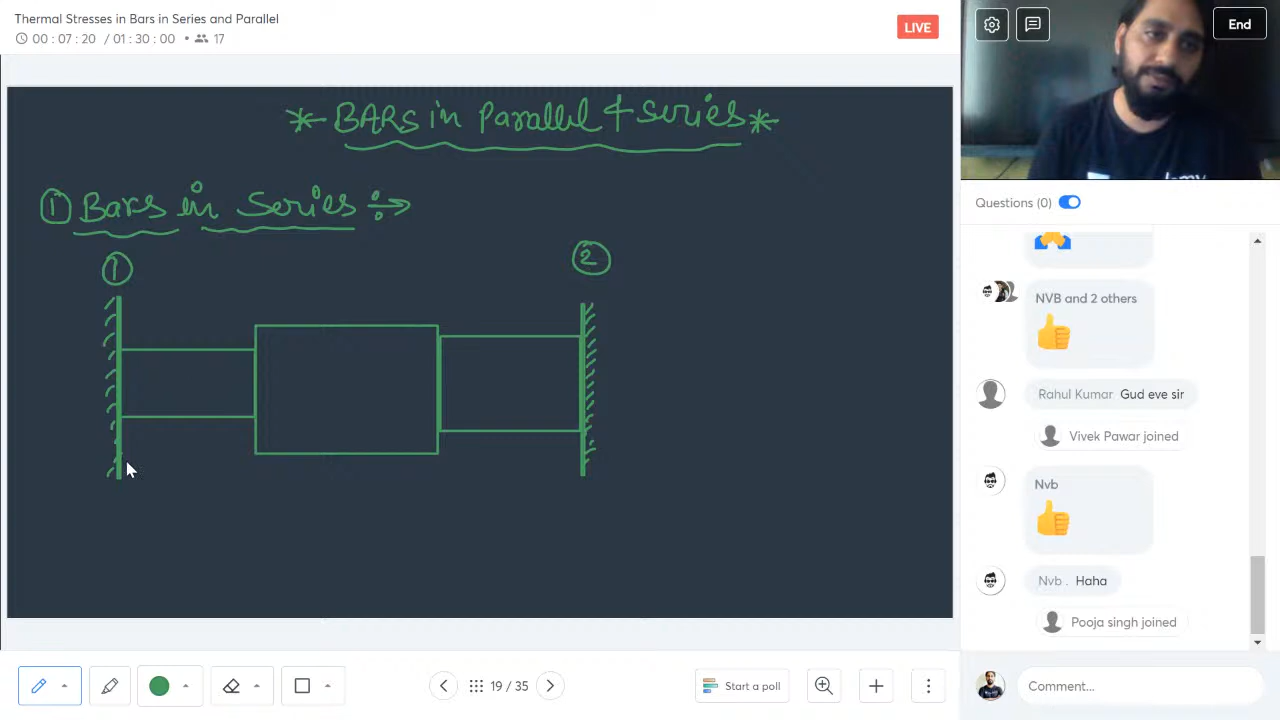 Thermal Stresses in Bars in Series and Parallel
00 : 07 : 20 / 01 : 30 : 00 • 17
LIVE
End
* BARs in Parallel & Series *
① Bars in Series ÷→
① ②
Questions (0)
NVB and 2 others
Rahul Kumar Gud eve sir
Vivek Pawar joined
Nvb
Nvb . Haha
Pooja singh joined
19 / 35
Start a poll
Comment...